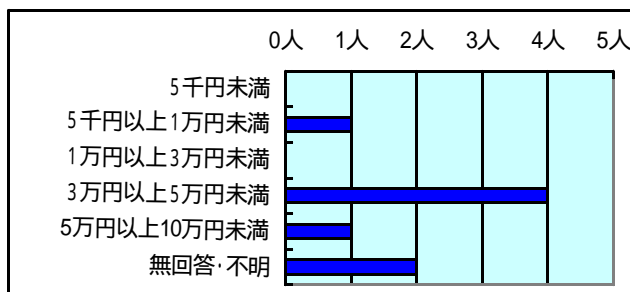 0人 1人 2人 3人 4人 5人
5千円未満
5千円以上1万円未満
1万円以上3万円未満
3万円以上5万円未満
5万円以上10万円未満
無回答・不明